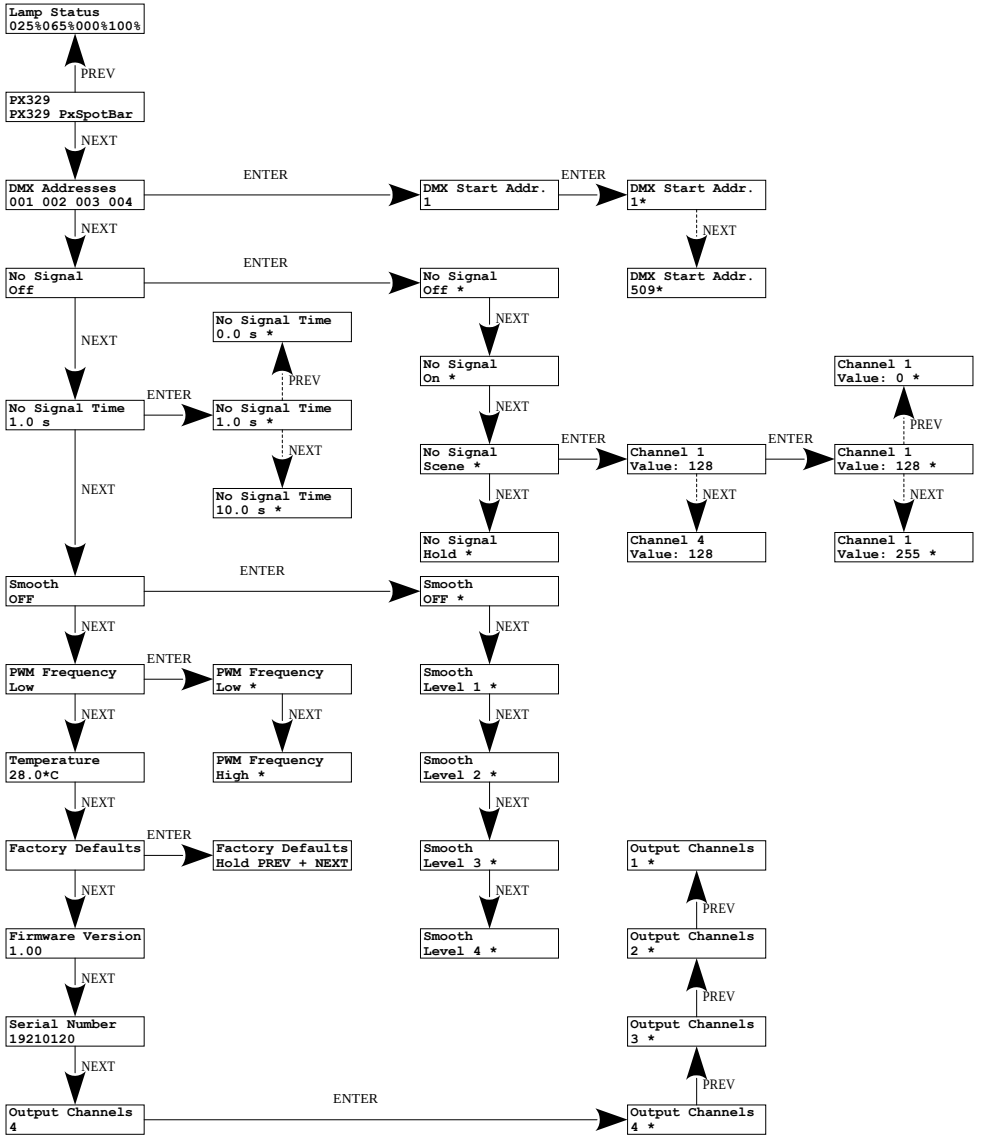 Lamp Status
025%065%000%100%
PREV
PX329
PX329 PxSpotBar
NEXT
DMX Addresses
001 002 003 004
ENTER
DMX Start Addr.
1
ENTER
DMX Start Addr.
1*
NEXT
DMX Start Addr.
509*
NEXT
No Signal
Off
ENTER
No Signal
Off *
NEXT
No Signal
On *
NEXT
No Signal
Scene *
ENTER
Channel 1
Value: 128
NEXT
Channel 4
Value: 128
ENTER
Channel 1
Value: 128 *
PREV
Channel 1
Value: 0 *
NEXT
Channel 1
Value: 255 *
NEXT
No Signal
Hold *
NEXT
No Signal Time
1.0 s
ENTER
No Signal Time
1.0 s *
PREV
No Signal Time
0.0 s *
NEXT
No Signal Time
10.0 s *
NEXT
Smooth
OFF
ENTER
Smooth
OFF *
NEXT
Smooth
Level 1 *
NEXT
Smooth
Level 2 *
NEXT
Smooth
Level 3 *
NEXT
Smooth
Level 4 *
NEXT
PWM Frequency
Low
ENTER
PWM Frequency
Low *
NEXT
PWM Frequency
High *
NEXT
Temperature
28.0*C
NEXT
Factory Defaults
ENTER
Factory Defaults
Hold PREV + NEXT
NEXT
Firmware Version
1.00
NEXT
Serial Number
19210120
NEXT
Output Channels
4
ENTER
Output Channels
4 *
PREV
Output Channels
3 *
PREV
Output Channels
2 *
PREV
Output Channels
1 *